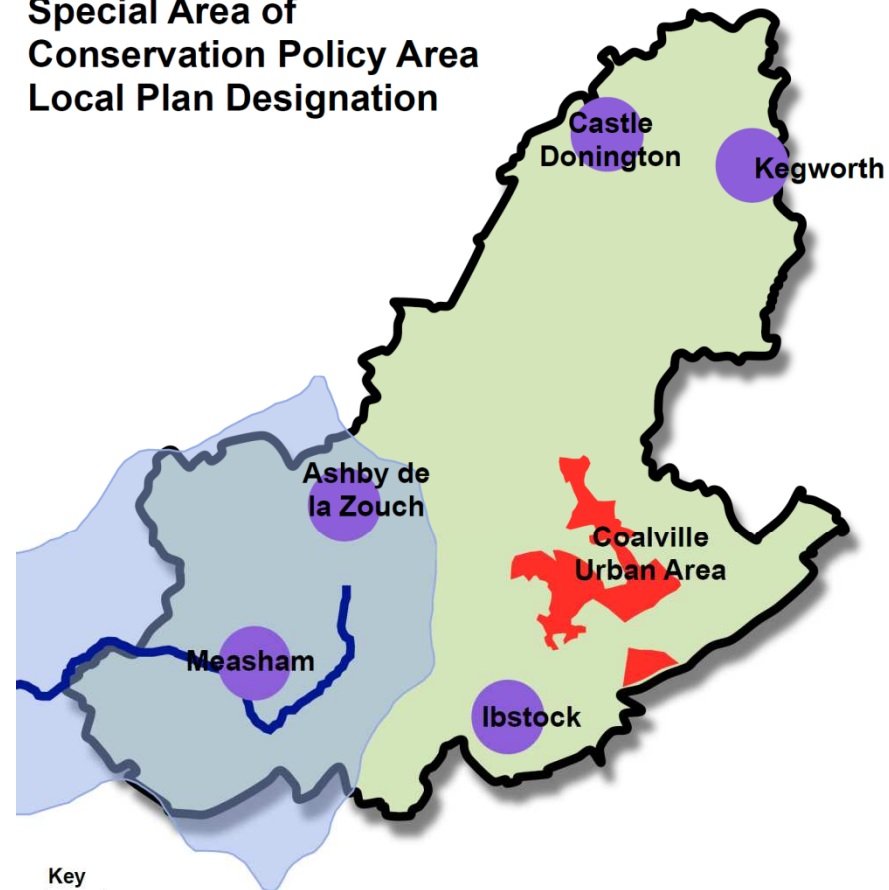 Special Area of
Conservation Policy Area
Local Plan Designation
Castle
Donington
Kegworth
Ashby de
la Zouch
Coalville
Urban Area
Measham
Ibstock
Key